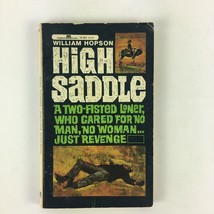 WILLIAM HOPSON
HIGH
SADDLE
A TWO-FISTED LONER,
WHO CARED FOR NO
MAN, NO WOMAN...
JUST REVENGE